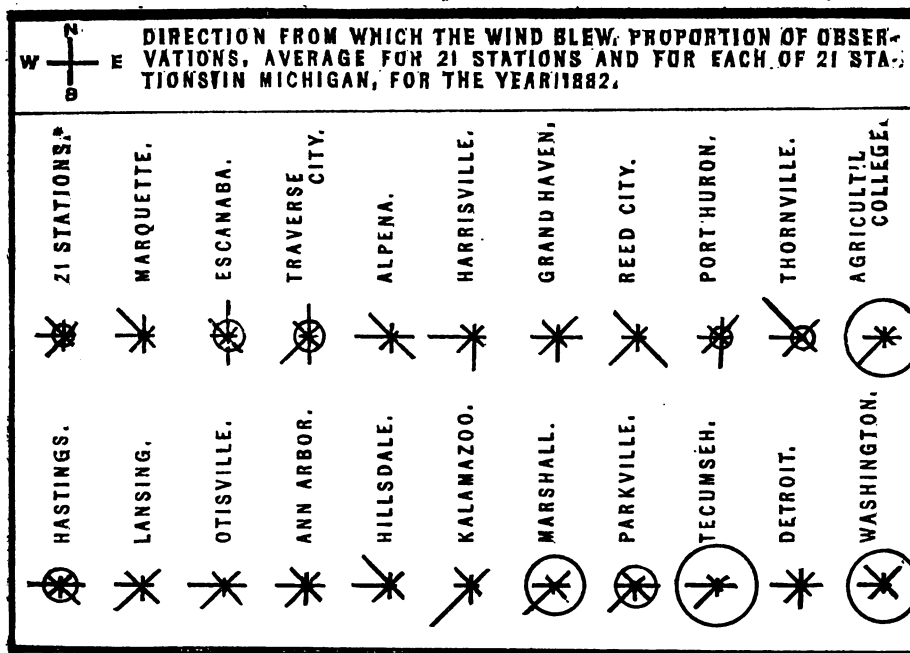 N
W E
S
DIRECTION FROM WHICH THE WIND BLEW. PROPORTION OF OBSER-
VATIONS, AVERAGE FOR 21 STATIONS AND FOR EACH OF 21 STA-
TIONS IN MICHIGAN, FOR THE YEAR 1882.
21 STATIONS.*
MARQUETTE.
ESCANABA.
TRAVERSE
CITY.
ALPENA.
HARRISVILLE.
GRAND HAVEN,
REED CITY.
PORT HURON.
THORNVILLE.
AGRICULT'L
COLLEGE.
HASTINGS.
LANSING.
OTISVILLE.
ANN ARBOR.
HILLSDALE.
KALAMAZOO.
MARSHALL.
PARKVILLE.
TECUMSEH.
DETROIT.
WASHINGTON.